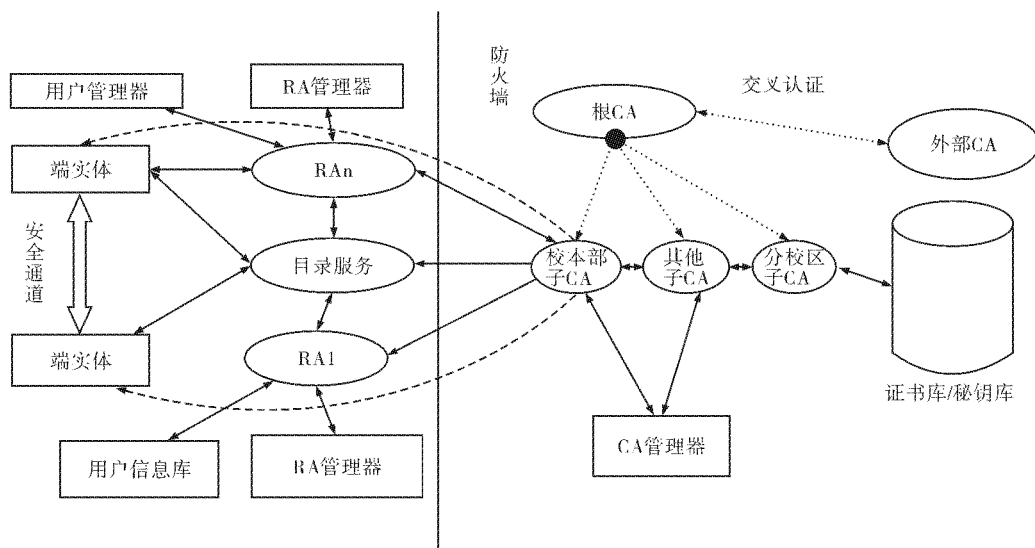 防火墙
RA管理器
用户管理器
交叉认证
根CA
外部CA
端实体
RAn
安全通道
目录服务
校本部
子CA
其他
子CA
分校区
子CA
端实体
RA1
证书库/秘钥库
CA管理器
用户信息库
RA管理器